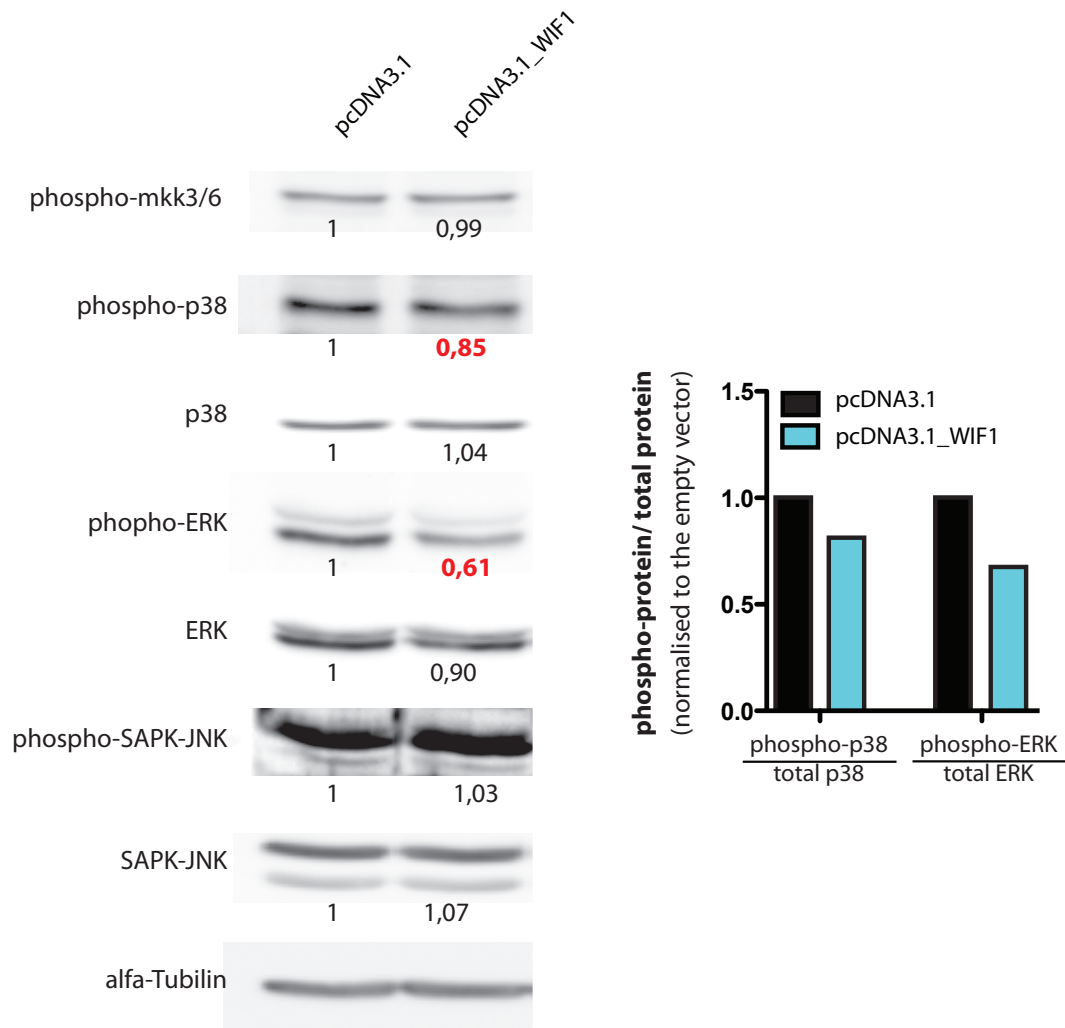 pcDNA3.1
pcDNA3.1_WIF1
phospho-mkk3/6
1 0,99
phospho-p38
1 0,85
p38
1 1,04
phopho-ERK
1 0,61
ERK
1 0,90
phospho-SAPK-JNK
1 1,03
SAPK-JNK
1 1,07
alfa-Tubilin
phospho-protein/ total protein
(normalised to the empty vector)
1.5
1.0
0.5
0.0
pcDNA3.1
pcDNA3.1_WIF1
phospho-p38
total p38
phospho-ERK
total ERK